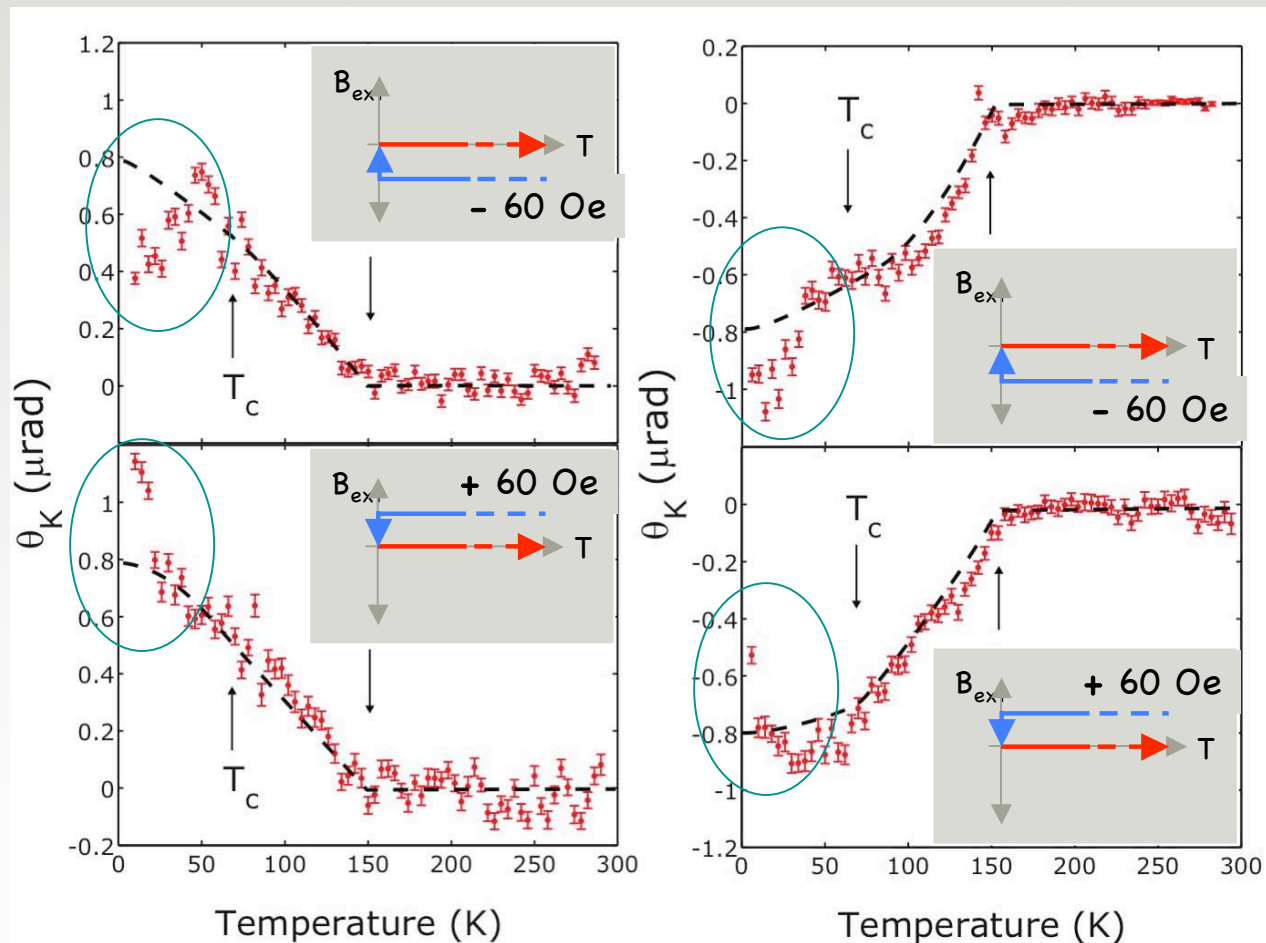 1.2
1
0.8
0.6
0.4
0.2
0
B_ex
T
- 60 Oe
T_c
θ_K (μrad)
1
0.8
0.6
0.4
0.2
0
-0.2
B_ex
+ 60 Oe
T
T_c
0 50 100 150 200 250 300
Temperature (K)
0.2
0
-0.2
-0.4
-0.6
-0.8
-1
T_c
B_ex
T
- 60 Oe
θ_K (μrad)
0
-0.2
-0.4
-0.6
-0.8
-1
-1.2
T_c
B_ex
+ 60 Oe
T
0 50 100 150 200 250 300
Temperature (K)